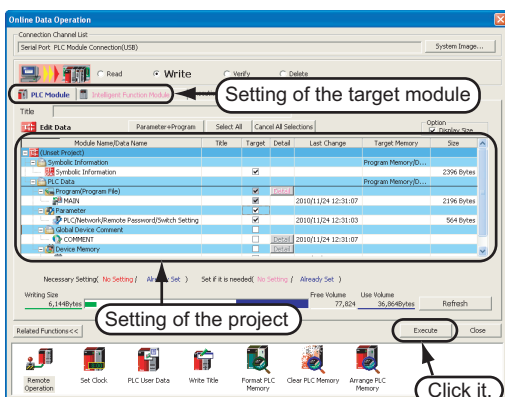 Online Data Operation
Connection Channel List
Serial Port PLC Module Connection(USB)
System Image...
Read
Write
Verify
Delete
PLC Module
Intelligent Function Module
Setting of the target module
Title
Edit Data
Parameter+Program
Select All
Cancel All Selections
Option
Display Size
Module Name/Data Name Title Target Detail Last Change Target Memory Size
(Unset Project)
Symbolic Information Program Memory/D...
Symbolic Information 2396 Bytes
PLC Data Program Memory/D...
Program(Program File) Detail
MAIN 2010/11/24 12:31:07 2196 Bytes
Parameter
PLC/Network/Remote Password/Switch Setting 2010/11/24 12:31:03 564 Bytes
Global Device Comment
COMMENT Detail 2010/11/24 12:31:07
Device Memory Detail
Necessary Setting( No Setting / Already Set ) Set if it is needed( No Setting / Already Set )
Writing Size Free Volume Use Volume
6,144Bytes 77,824 36,864Bytes Refresh
Setting of the project
Related Functions<<
Execute
Close
Click it.
Remote Operation
Set Clock
PLC User Data
Write Title
Format PLC Memory
Clear PLC Memory
Arrange PLC Memory